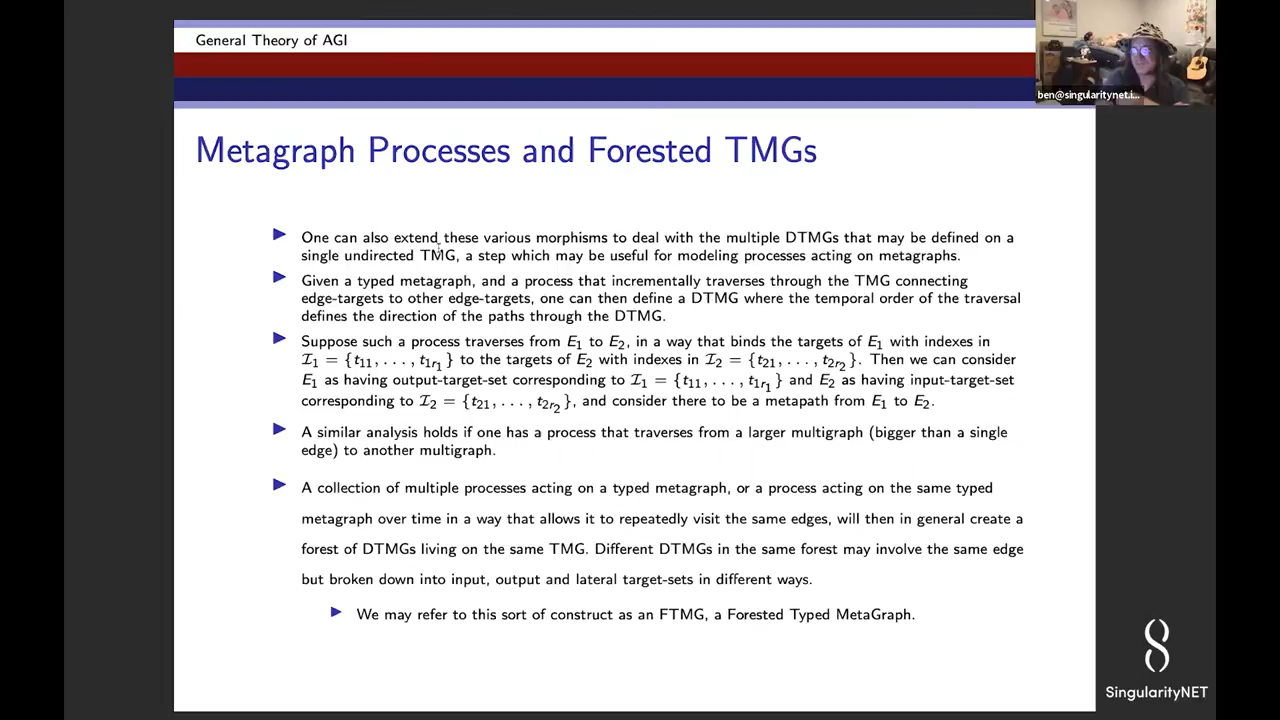 General Theory of AGI
ben@singularitynet.i...
Metagraph Processes and Forested TMGs
One can also extend these various morphisms to deal with the multiple DTMGs that may be defined on a
single undirected TMG, a step which may be useful for modeling processes acting on metagraphs.
Given a typed metagraph, and a process that incrementally traverses through the TMG connecting
edge-targets to other edge-targets, one can then define a DTMG where the temporal order of the traversal
defines the direction of the paths through the DTMG.
Suppose such a process traverses from E₁ to E₂, in a way that binds the targets of E₁ with indexes in
I₁ = {t₁₁, . . . , t₁r₁} to the targets of E₂ with indexes in I₂ = {t₂₁, . . . , t₂r₂}. Then we can consider
E₁ as having output-target-set corresponding to I₁ = {t₁₁, . . . , t₁r₁} and E₂ as having input-target-set
corresponding to I₂ = {t₂₁, . . . , t₂r₂}, and consider there to be a metapath from E₁ to E₂.
A similar analysis holds if one has a process that traverses from a larger multigraph (bigger than a single
edge) to another multigraph.
A collection of multiple processes acting on a typed metagraph, or a process acting on the same typed
metagraph over time in a way that allows it to repeatedly visit the same edges, will then in general create a
forest of DTMGs living on the same TMG. Different DTMGs in the same forest may involve the same edge
but broken down into input, output and lateral target-sets in different ways.
We may refer to this sort of construct as an FTMG, a Forested Typed MetaGraph.
SingularityNET